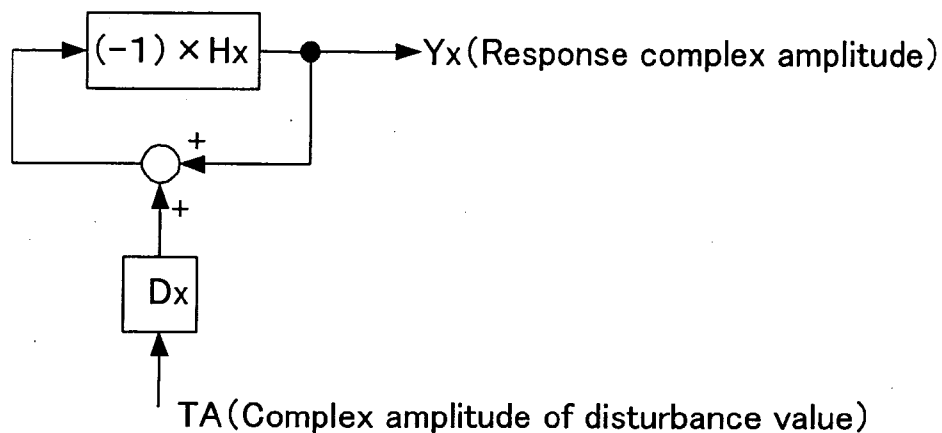 (-1) × Hx
Yx(Response complex amplitude)
+
+
Dx
TA(Complex amplitude of disturbance value)